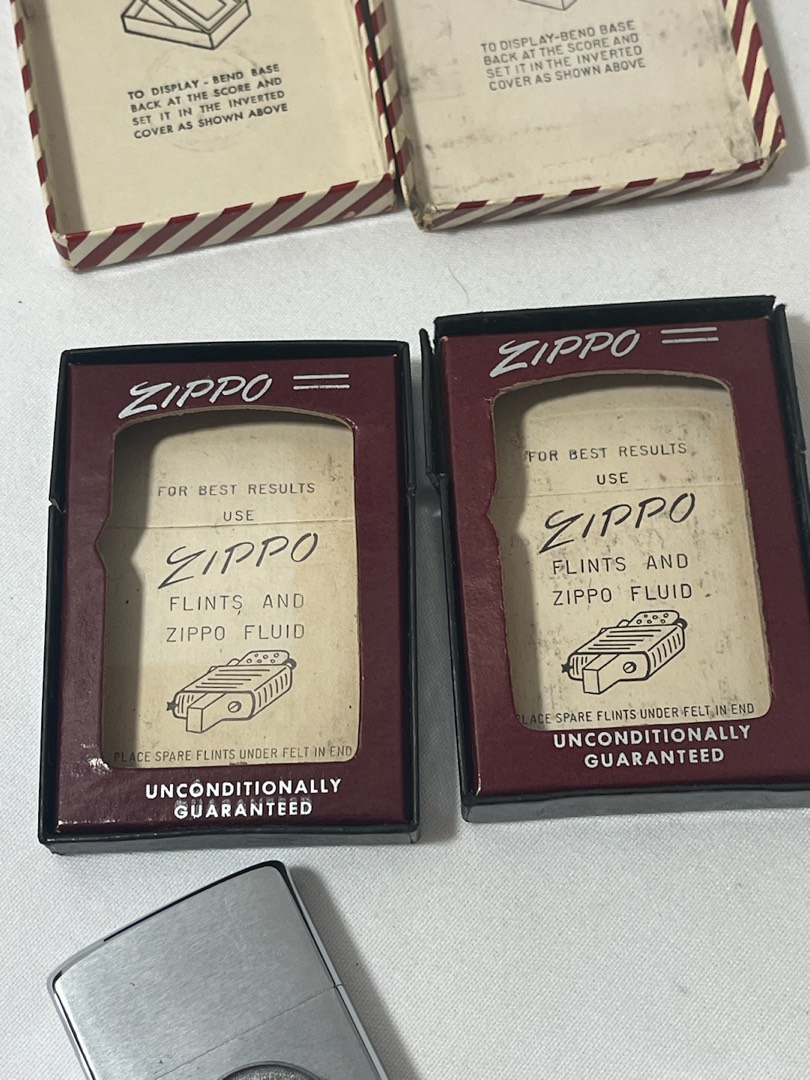 TO DISPLAY - BEND BASE
BACK AT THE SCORE AND
SET IT IN THE INVERTED
COVER AS SHOWN ABOVE
TO DISPLAY-BEND BASE
BACK AT THE SCORE AND
SET IT IN THE INVERTED
COVER AS SHOWN ABOVE
ZIPPO
FOR BEST RESULTS
USE
ZIPPO
FLINTS AND
ZIPPO FLUID
PLACE SPARE FLINTS UNDER FELT IN END
UNCONDITIONALLY
GUARANTEED
ZIPPO
FOR BEST RESULTS
USE
ZIPPO
FLINTS AND
ZIPPO FLUID
PLACE SPARE FLINTS UNDER FELT IN END
UNCONDITIONALLY
GUARANTEED